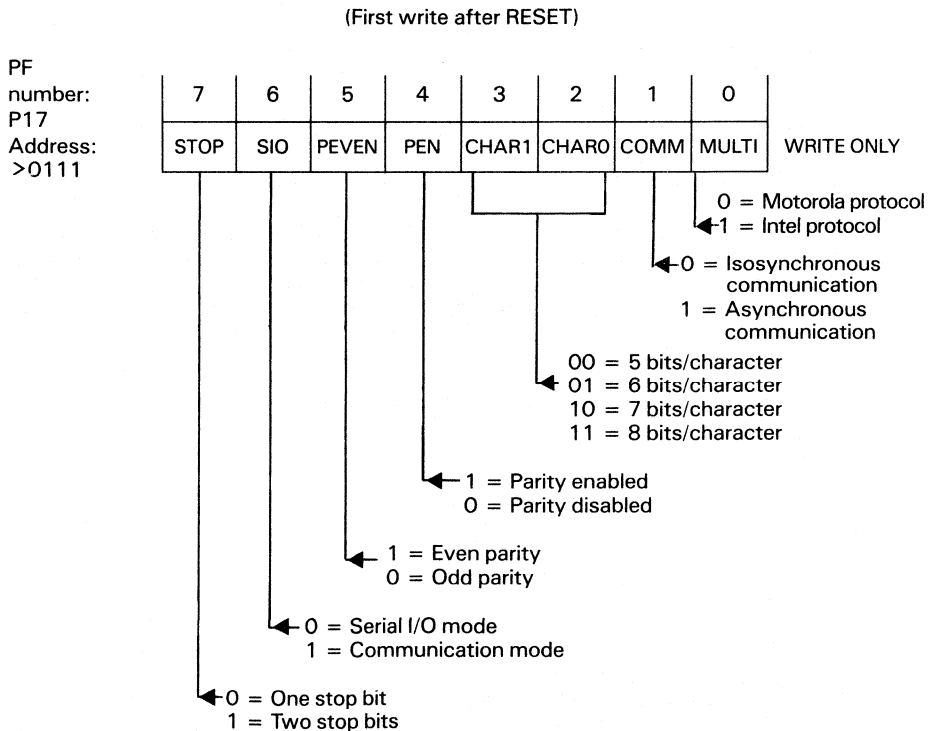 (First write after RESET)
PF
number:
P17
Address:
>0111
7 6 5 4 3 2 1 0
STOP SIO PEVEN PEN CHAR1 CHAR0 COMM MULTI WRITE ONLY
0 = Motorola protocol
1 = Intel protocol
0 = Isosynchronous
communication
1 = Asynchronous
communication
00 = 5 bits/character
01 = 6 bits/character
10 = 7 bits/character
11 = 8 bits/character
1 = Parity enabled
0 = Parity disabled
1 = Even parity
0 = Odd parity
0 = Serial I/O mode
1 = Communication mode
0 = One stop bit
1 = Two stop bits